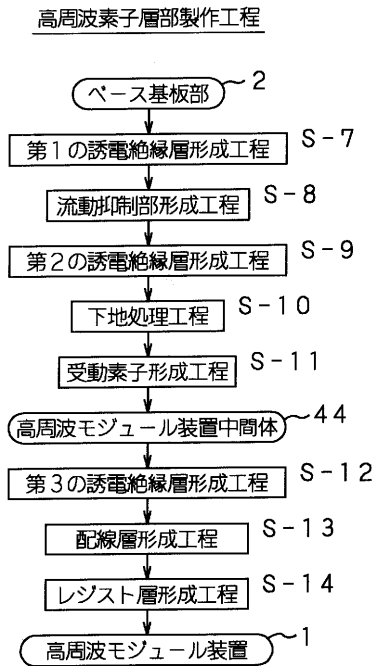 高周波素子層部製作工程
ベース基板部 2
第1の誘電絶縁層形成工程 S-7
流動抑制部形成工程 S-8
第2の誘電絶縁層形成工程 S-9
下地処理工程 S-10
受動素子形成工程 S-11
高周波モジュール装置中間体 44
第3の誘電絶縁層形成工程 S-12
配線層形成工程 S-13
レジスト層形成工程 S-14
高周波モジュール装置 1